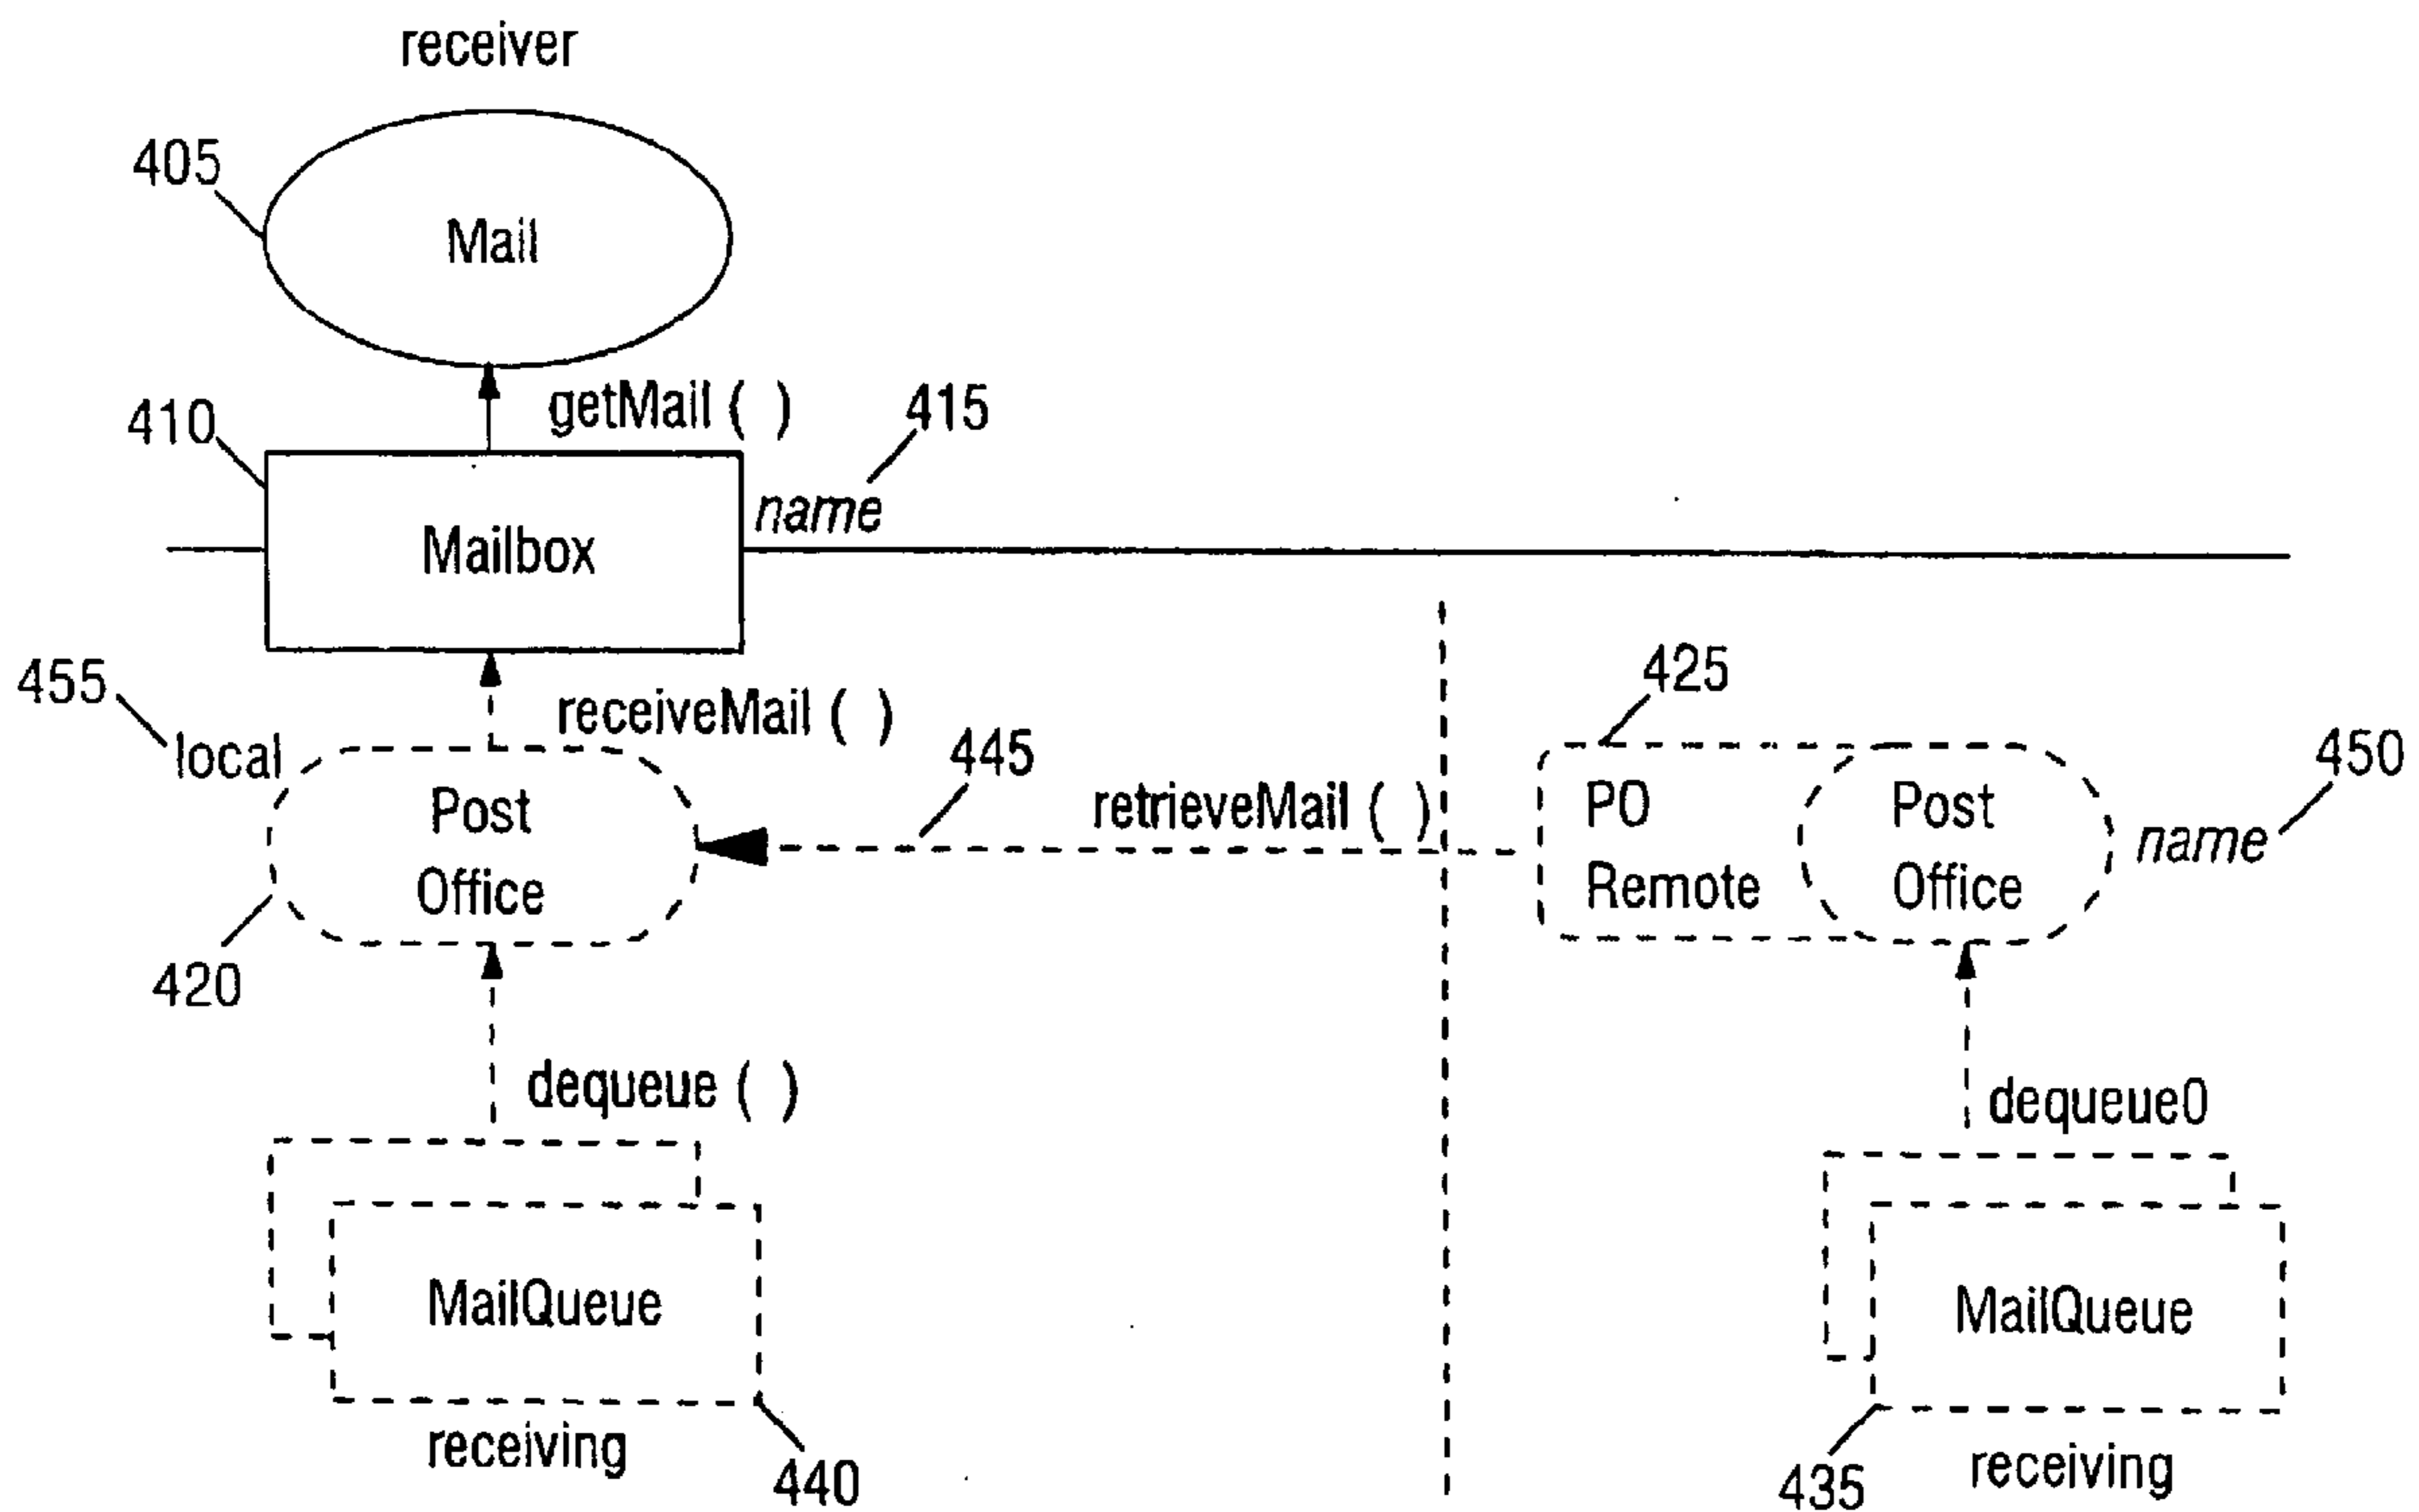 receiver
405
Mail
getMail ( )
415
410
name
Mailbox
455
receiveMail ( )
425
local
445
450
Post
Office
retrieveMail ( )
PO
Remote
Post
Office
name
420
dequeue ( )
dequeue0
MailQueue
MailQueue
receiving
440
435
receiving